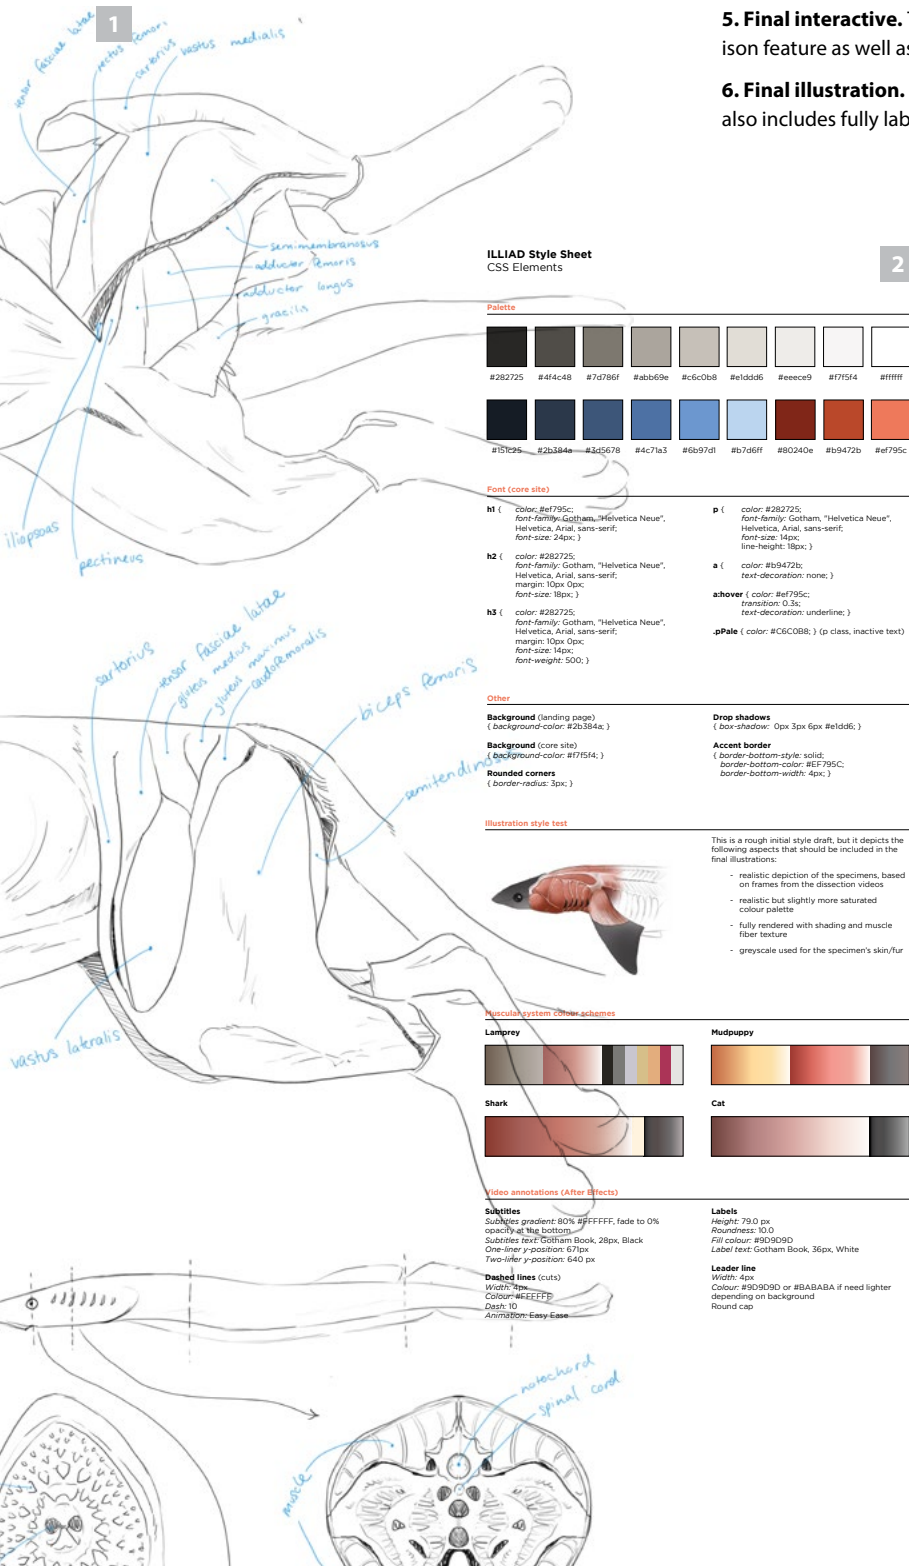 1
tensor fasciae latae
rectus femoris
sartorius
vastus medialis
semimembranosus
adductor femoris
adductor longus
gracilis
iliopsoas
pectineus
5. Final interactive.
ison feature as well as
6. Final illustration.
also includes fully lab
ILLIAD Style Sheet
CSS Elements
2
Palette
#282725 #4f4c48 #7d786f #abb69e #c6c0b8 #e1ddd6 #eeece9 #f7f5f4 #ffffff
#151c25 #2b384a #3d5678 #4c71a3 #6b97d1 #b7d6ff #80240e #b9472b #ef795c
Font (core site)
h1 { color: #ef795c;
font-family: Gotham, "Helvetica Neue",
Helvetica, Arial, sans-serif;
font-size: 24px; }
h2 { color: #282725;
font-family: Gotham, "Helvetica Neue",
Helvetica, Arial, sans-serif;
margin: 10px 0px;
font-size: 18px; }
h3 { color: #282725;
font-family: Gotham, "Helvetica Neue",
Helvetica, Arial, sans-serif;
margin: 10px 0px;
font-size: 14px;
font-weight: 500; }
p { color: #282725;
font-family: Gotham, "Helvetica Neue",
Helvetica, Arial, sans-serif;
font-size: 14px;
line-height: 18px; }
a { color: #b9472b;
text-decoration: none; }
a:hover { color: #ef795c;
transition: 0.3s;
text-decoration: underline; }
.pPale { color: #C6C0B8; } (p class, inactive text)
sartorius
tensor fasciae latae
gluteus medius
gluteus maximus
caudofemoralis
biceps femoris
vastus lateralis
Other
Background (landing page)
{ background-color: #2b384a; }
Background (core site)
{ background-color: #f7f5f4; }
Rounded corners
{ border-radius: 3px; }
Drop shadows
{ box-shadow: 0px 3px 6px #e1dd6; }
Accent border
{ border-bottom-style: solid;
border-bottom-color: #EF795C;
border-bottom-width: 4px; }
Illustration style test
This is a rough initial style draft, but it depicts the
following aspects that should be included in the
final illustrations:
- realistic depiction of the specimens, based
on frames from the dissection videos
- realistic but slightly more saturated
colour palette
- fully rendered with shading and muscle
fiber texture
- greyscale used for the specimen's skin/fur
Muscular system colour schemes
Lamprey
Mudpuppy
Shark
Cat
Video annotations (After Effects)
Subtitles
Subtitles gradient: 80% #FFFFFF, fade to 0%
opacity at the bottom
Subtitles text: Gotham Book, 28px, Black
One-liner y-position: 671px
Two-liner y-position: 640 px
Dashed lines (cuts)
Width: 4px
Colour: #FFFFFF
Dash: 10
Animation: Easy Ease
Labels
Height: 79.0 px
Roundness: 10.0
Fill colour: #9D9D9D
Label text: Gotham Book, 36px, White
Leader line
Width: 4px
Colour: #9D9D9D or #BABABA if need lighter
depending on background
Round cap
notochord
spinal cord
muscle